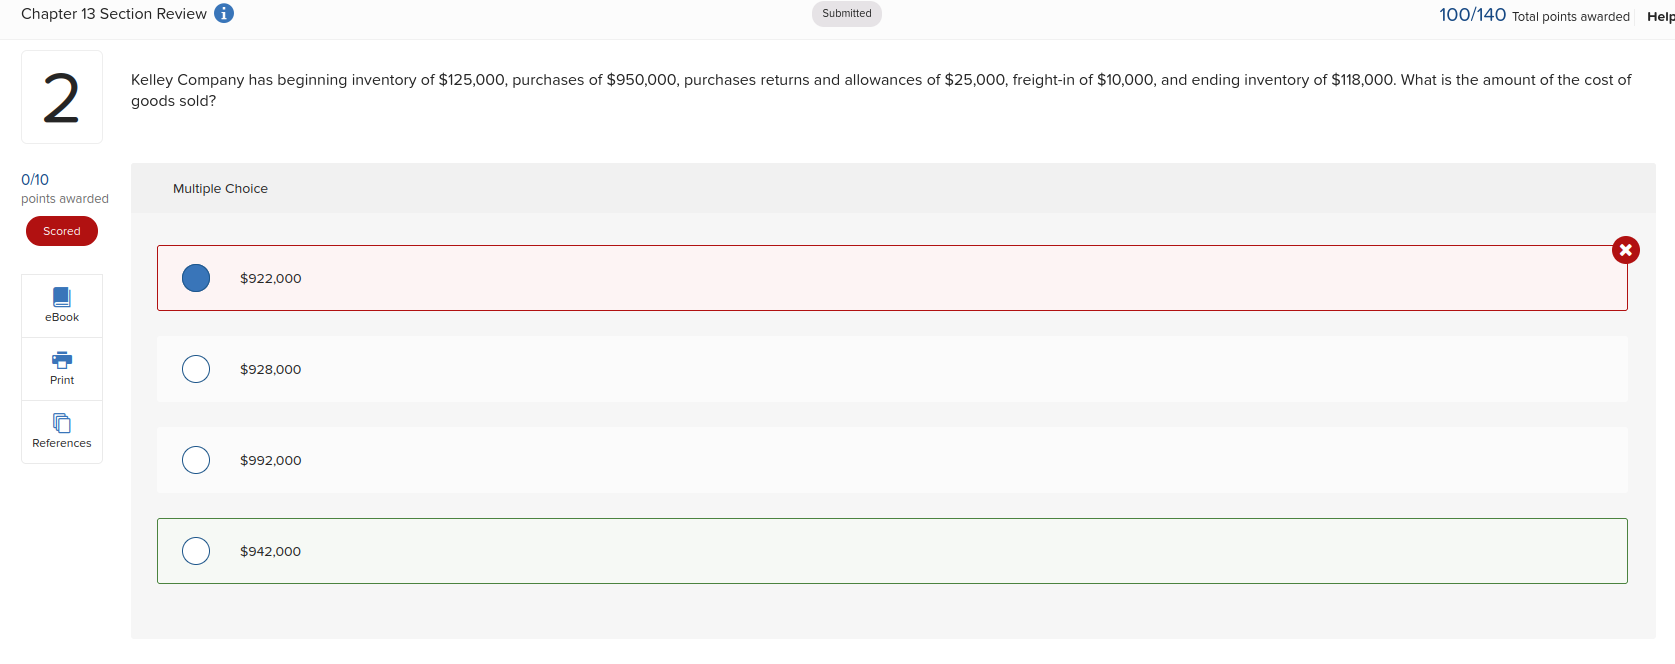 Chapter 13 Section Review
Submitted
100/140 Total points awarded
Help
2
Kelley Company has beginning inventory of $125,000, purchases of $950,000, purchases returns and allowances of $25,000, freight-in of $10,000, and ending inventory of $118,000. What is the amount of the cost of
goods sold?
0/10
points awarded
Scored
eBook
Print
References
Multiple Choice
$922,000
$928,000
$992,000
$942,000